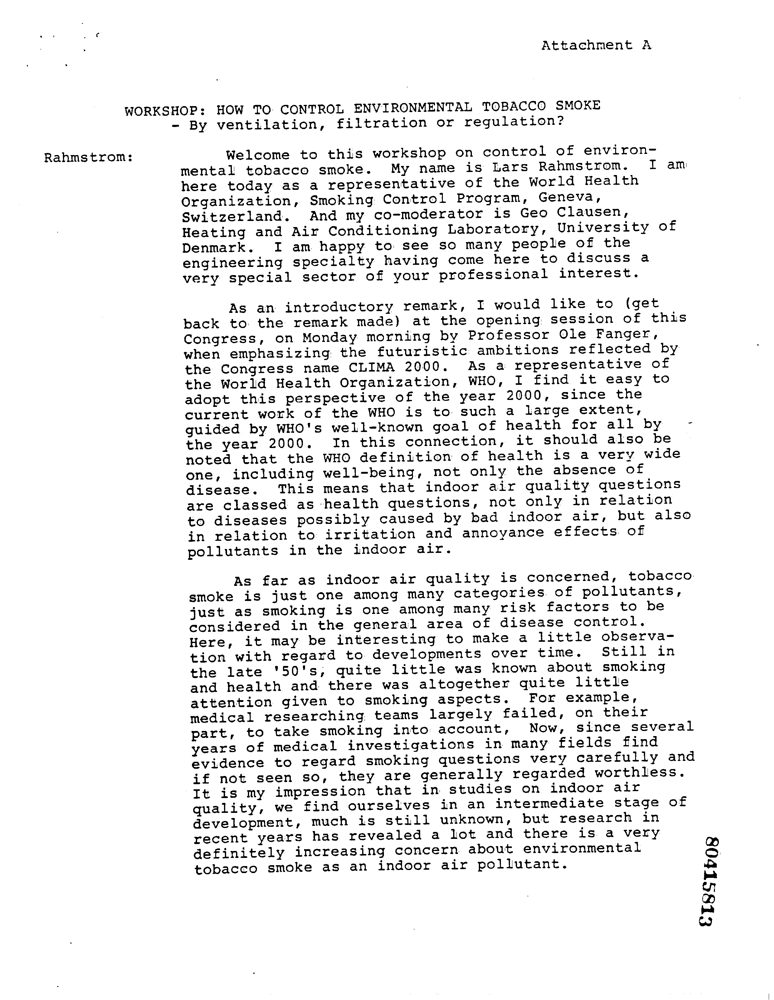 Attachment A
WORKSHOP: HOW TO CONTROL ENVIRONMENTAL TOBACCO SMOKE
- By ventilation, filtration or regulation?
Rahmstrom: Welcome to this workshop on control of environ-
mental tobacco smoke. My name is Lars Rahmstrom. I am
here today as a representative of the World Health
Organization, Smoking Control Program, Geneva,
Switzerland. And my co-moderator is Geo Clausen,
Heating and Air Conditioning Laboratory, University of
Denmark. I am happy to see so many people of the
engineering specialty having come here to discuss a
very special sector of your professional interest.
As an introductory remark, I would like to (get
back to the remark made) at the opening session of this
Congress, on Monday morning by Professor Ole Fanger,
when emphasizing the futuristic ambitions reflected by
the Congress name CLIMA 2000. As a representative of
the World Health Organization, WHO, I find it easy to
adopt this perspective of the year 2000, since the
current work of the WHO is to such a large extent,
guided by WHO's well-known goal of health for all by
the year 2000. In this connection, it should also be
noted that the WHO definition of health is a very wide
one, including well-being, not only the absence of
disease. This means that indoor air quality questions
are classed as health questions, not only in relation
to diseases possibly caused by bad indoor air, but also
in relation to irritation and annoyance effects of
pollutants in the indoor air.
As far as indoor air quality is concerned, tobacco
smoke is just one among many categories of pollutants,
just as smoking is one among many risk factors to be
considered in the general area of disease control.
Here, it may be interesting to make a little observa-
tion with regard to developments over time. Still in
the late '50's, quite little was known about smoking
and health and there was altogether quite little
attention given to smoking aspects. For example,
medical researching teams largely failed, on their
part, to take smoking into account, Now, since several
years of medical investigations in many fields find
evidence to regard smoking questions very carefully and
if not seen so, they are generally regarded worthless.
It is my impression that in studies on indoor air
quality, we find ourselves in an intermediate stage of
development, much is still unknown, but research in
recent years has revealed a lot and there is a very
definitely increasing concern about environmental
tobacco smoke as an indoor air pollutant.
80415813